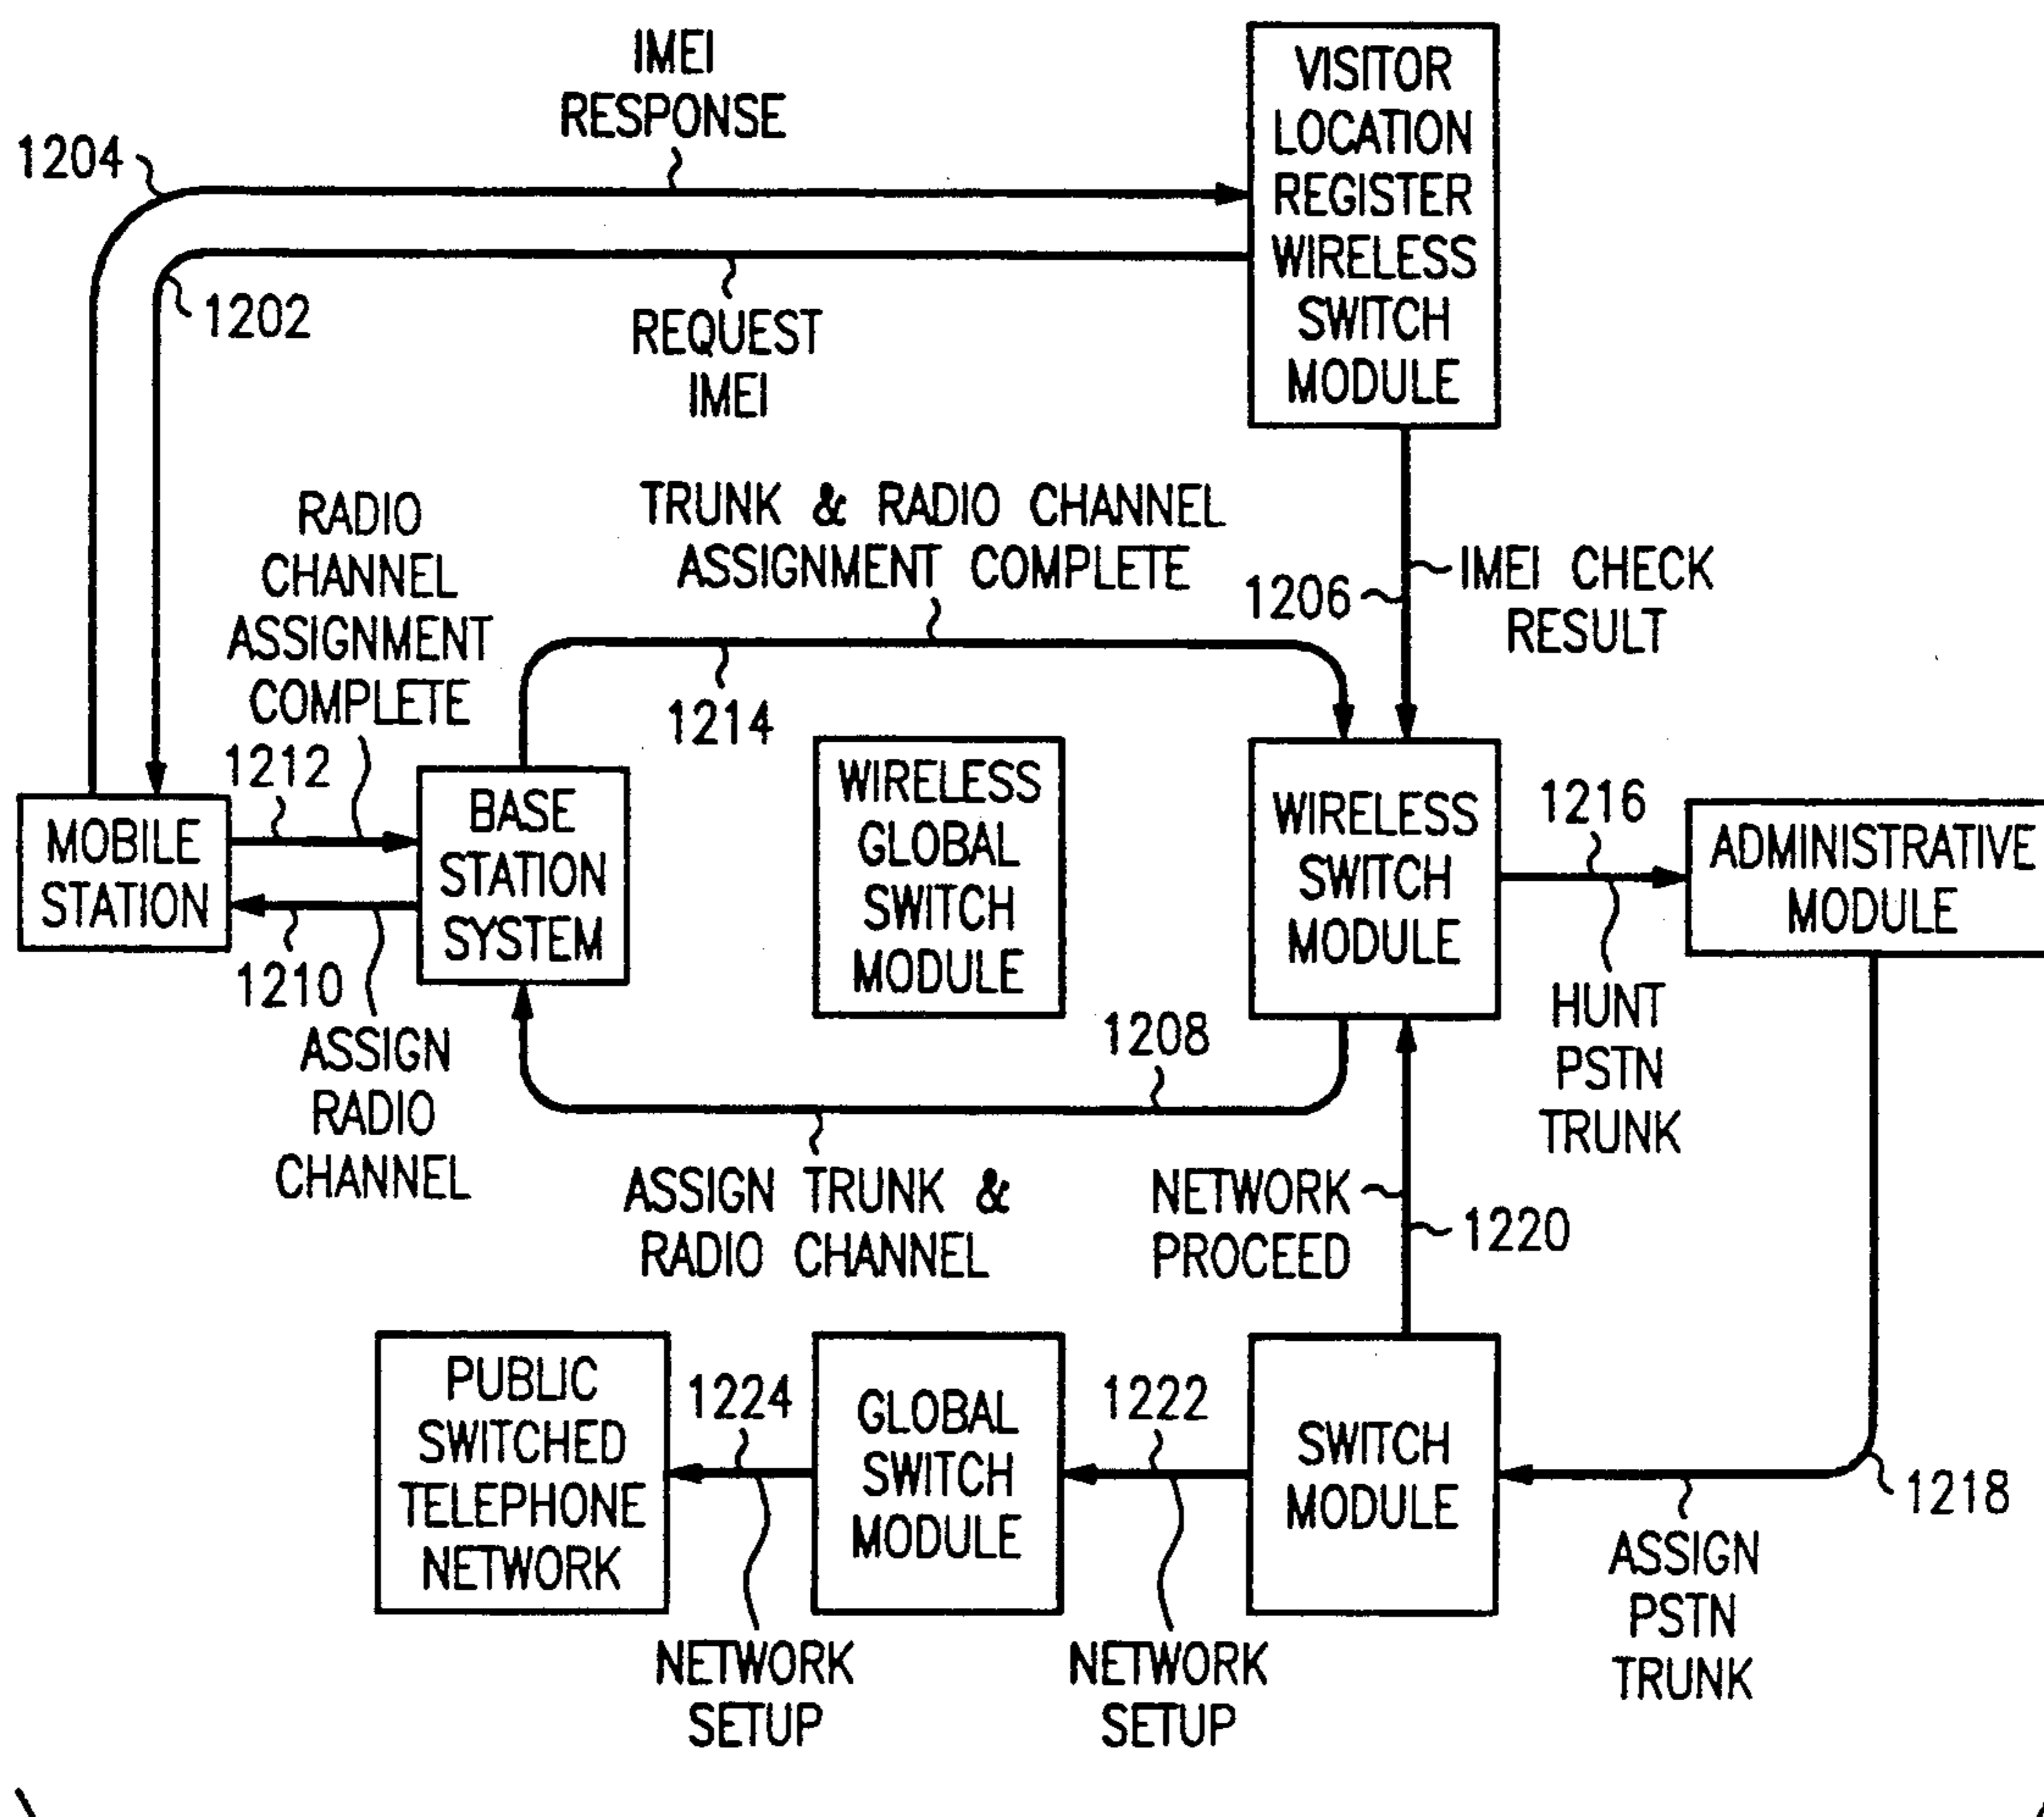 IMEI
RESPONSE
1204
1202
REQUEST
IMEI
VISITOR
LOCATION
REGISTER
WIRELESS
SWITCH
MODULE
RADIO
CHANNEL
ASSIGNMENT
COMPLETE
TRUNK & RADIO CHANNEL
ASSIGNMENT COMPLETE
1206
IMEI CHECK
RESULT
1214
1212
MOBILE
STATION
BASE
STATION
SYSTEM
WIRELESS
GLOBAL
SWITCH
MODULE
WIRELESS
SWITCH
MODULE
1216
ADMINISTRATIVE
MODULE
1210
ASSIGN
RADIO
CHANNEL
1208
HUNT
PSTN
TRUNK
ASSIGN TRUNK &
RADIO CHANNEL
NETWORK
PROCEED
1220
PUBLIC
SWITCHED
TELEPHONE
NETWORK
1224
GLOBAL
SWITCH
MODULE
1222
SWITCH
MODULE
1218
NETWORK
SETUP
NETWORK
SETUP
ASSIGN
PSTN
TRUNK